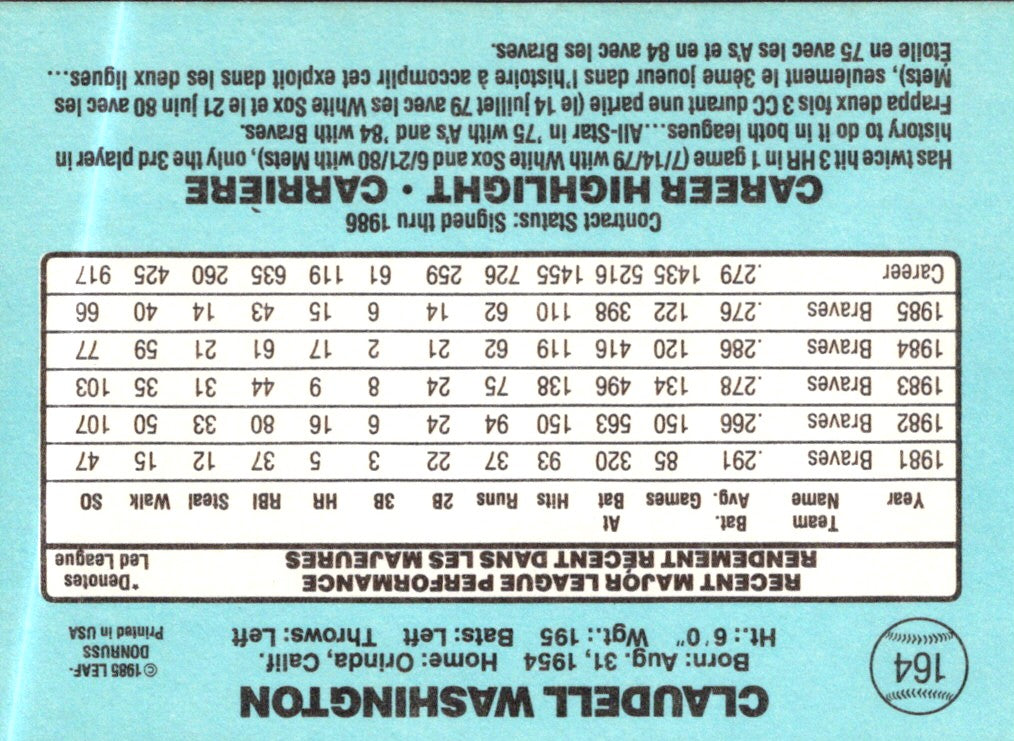 164
CLAUDELL WASHINGTON
Born: Aug. 31, 1954 Home: Orinda, Calif.
Ht.: 6'0" Wgt.: 195 Bats: Left Throws: Left
©1985 LEAF-
DONRUSS
Printed in USA
RECENT MAJOR LEAGUE PERFORMANCE
RENDEMENT RÉCENT DANS LES MAJEURES
*Denotes
Led League
Year Team Name Bat. Avg. Games At Bat Hits Runs 2B 3B HR RBI Steal Walk SO
1981 Braves .291 85 320 93 37 22 3 5 37 12 15 47
1982 Braves .266 150 563 150 94 24 6 16 80 33 50 107
1983 Braves .278 134 496 138 75 24 8 9 44 31 35 103
1984 Braves .286 120 416 119 62 21 2 17 61 21 59 77
1985 Braves .276 122 398 110 62 14 6 15 43 14 40 66
Career .279 1435 5216 1455 726 259 61 119 635 260 425 917
Contract Status: Signed thru 1986
CAREER HIGHLIGHT • CARRIÈRE
Has twice hit 3 HR in 1 game (7/14/79 with White Sox and 6/21/80 with Mets), only the 3rd player in
history to do it in both leagues...All-Star in '75 with A's and '84 with Braves.
Frappa deux fois 3 CC durant une partie (le 14 juillet 79 avec les White Sox et le 21 juin 80 avec les
Mets), seulement le 3ème joueur dans l'histoire à accomplir cet exploit dans les deux ligues...
Étoile en 75 avec les A's et en 84 avec les Braves.